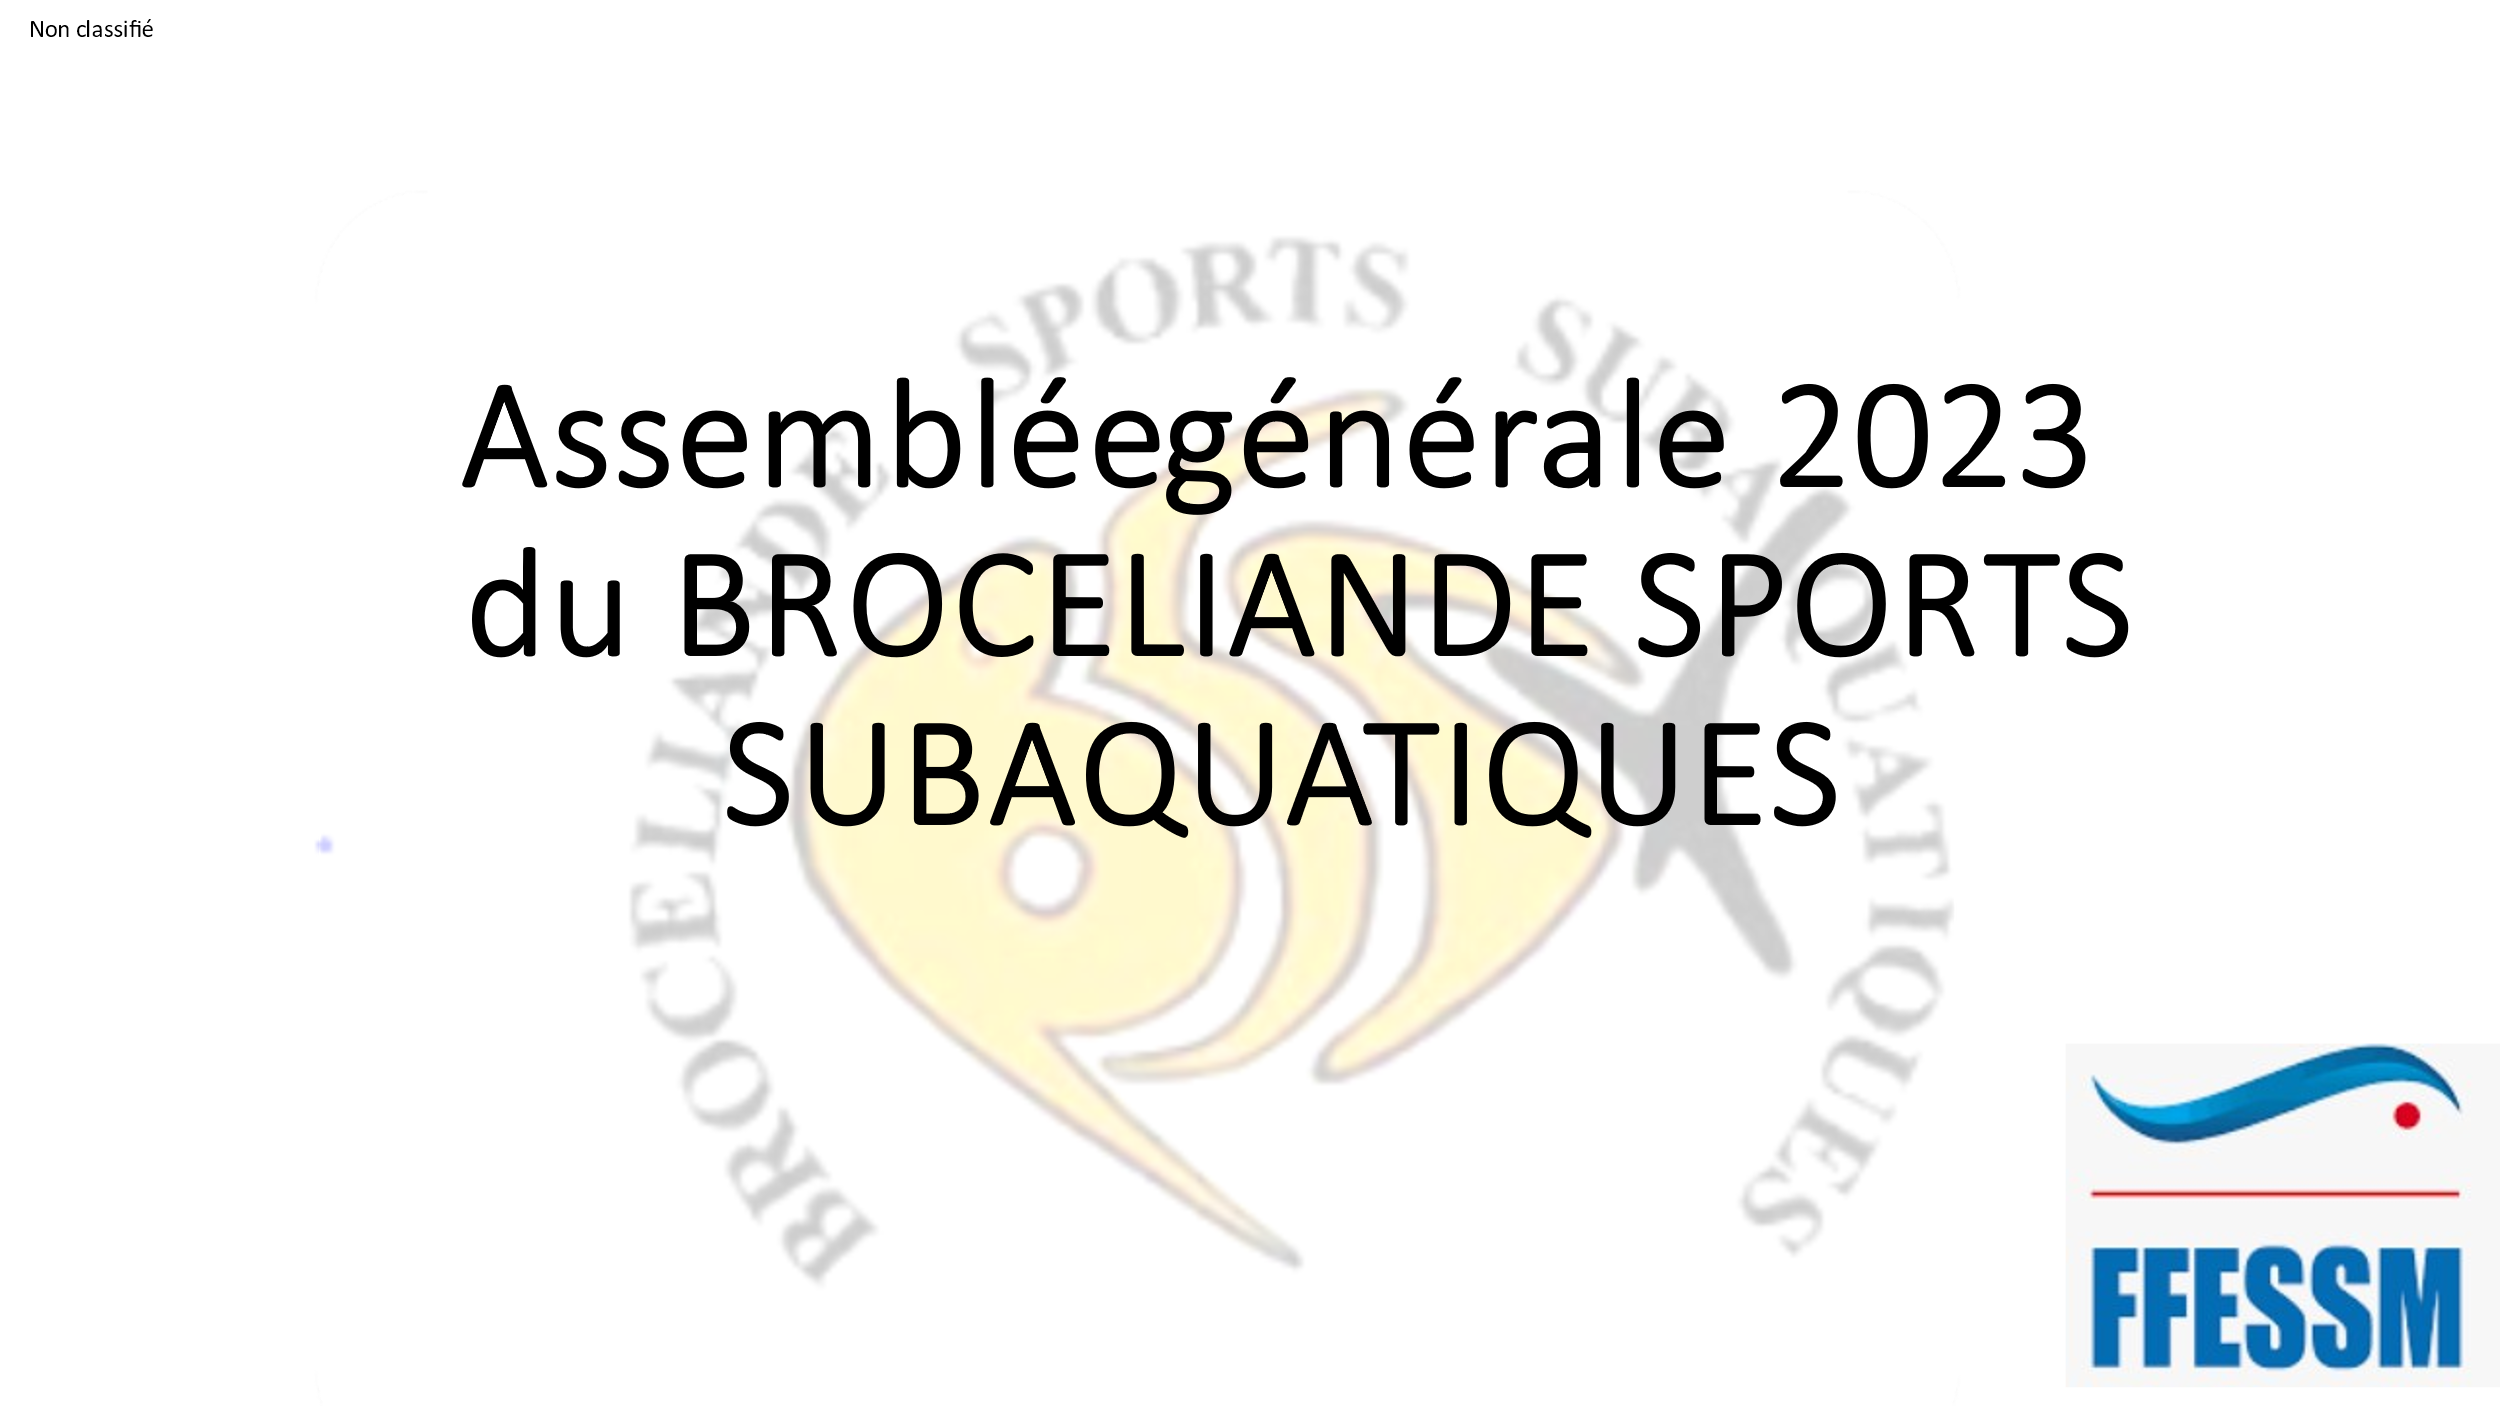 Non classifié
BROCELIANDE SPORTS SUBAQUATIQUES
Assembléegénérale 2023
du BROCELIANDE SPORTS
SUBAQUATIQUES
FFESSM